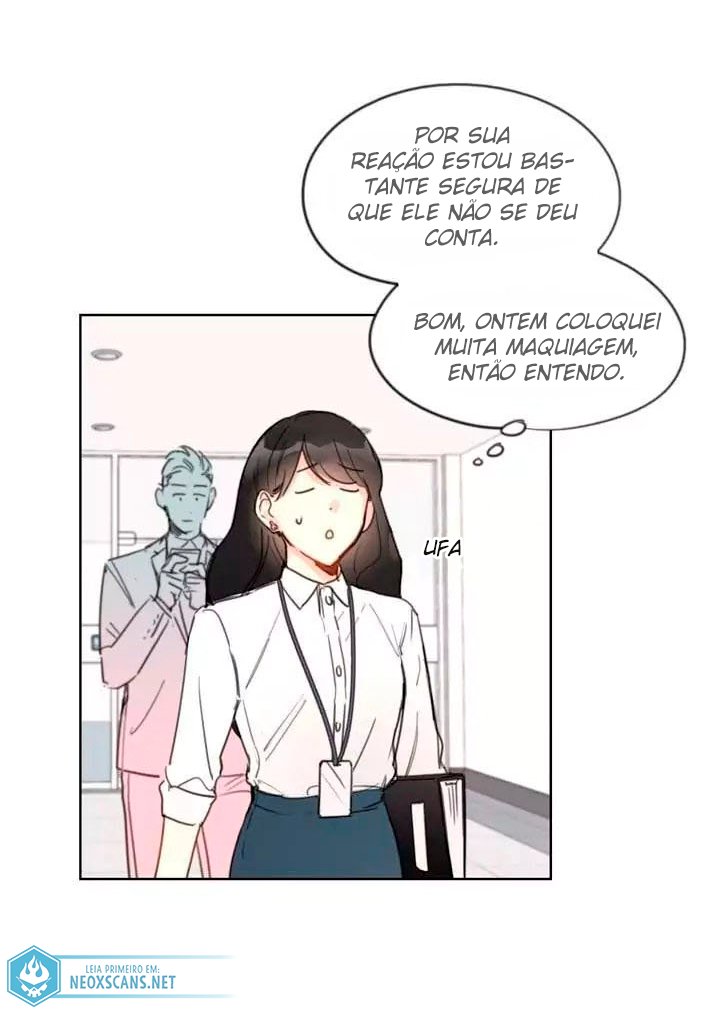 POR SUA
REAÇÃO ESTOU BAS-
TANTE SEGURA DE
QUE ELE NÃO SE DEU
CONTA.
BOM, ONTEM COLOQUEI
MUITA MAQUIAGEM,
ENTÃO ENTENDO.
UFA
LEIA PRIMEIRO EM:
NEOXSCANS.NET